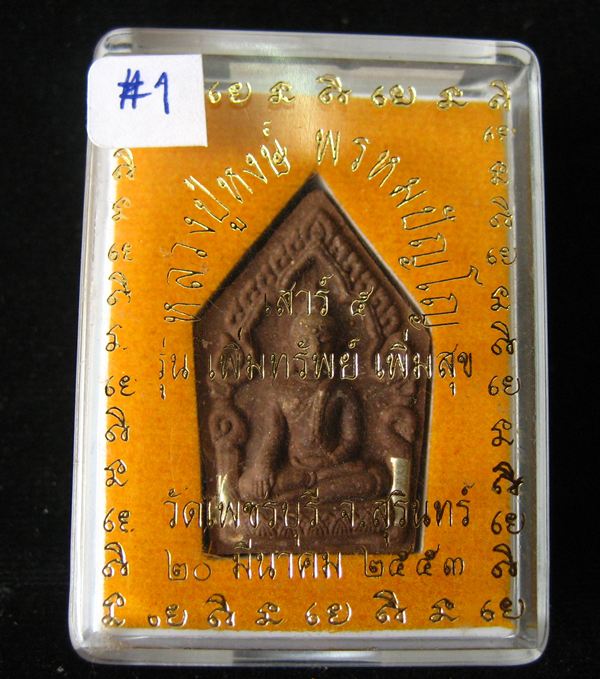 #1
หลวงปู่หงษ์ พรหมปัญโญ
เสาร์ ๕
รุ่น เพิ่มทรัพย์ เพิ่มสุข
วัดเพชรบุรี จ.สุรินทร์
๒๐ มีนาคม ๒๕๕๓